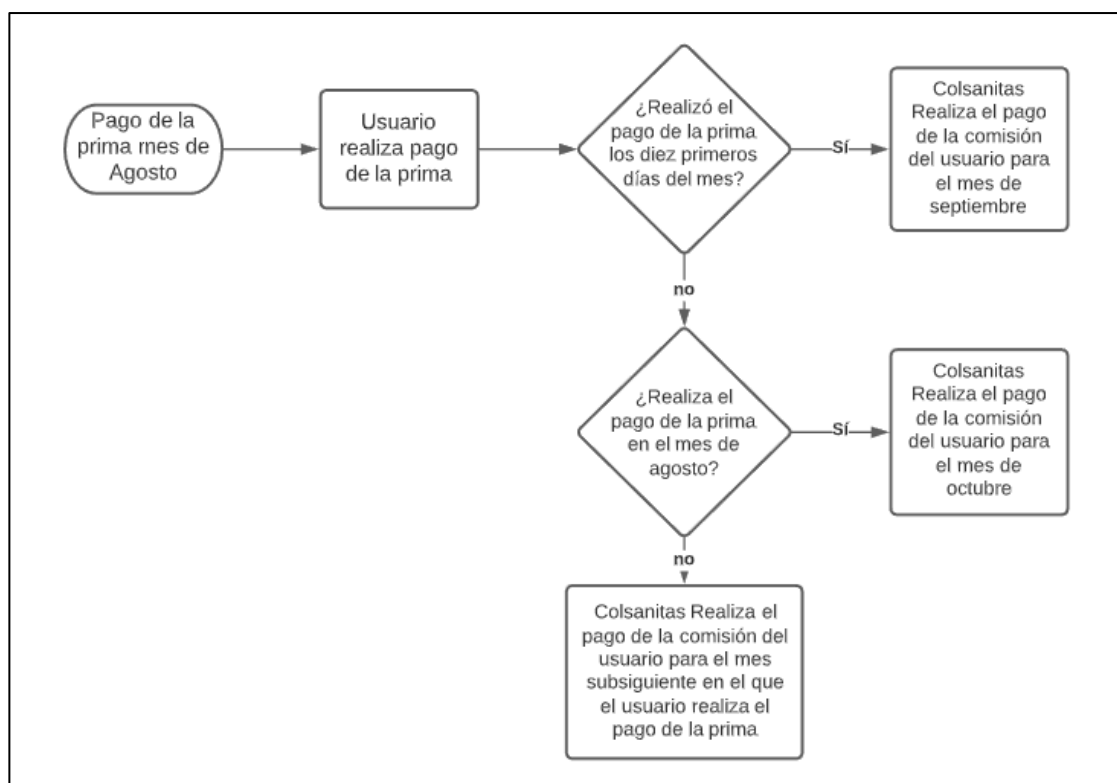 Pago de la
prima mes de
Agosto
Usuario
realiza pago
de la prima
¿Realizó el
pago de la prima
los diez primeros
días del mes?
Sí
Colsanitas
Realiza el pago
de la comisión
del usuario para
el mes de
septiembre
no
¿Realiza el
pago de la prima
en el mes de
agosto?
Sí
Colsanitas
Realiza el pago
de la comisión
del usuario para
el mes de
octubre
no
Colsanitas Realiza el
pago de la comisión del
usuario para el mes
subsiguiente en el que
el usuario realiza el
pago de la prima